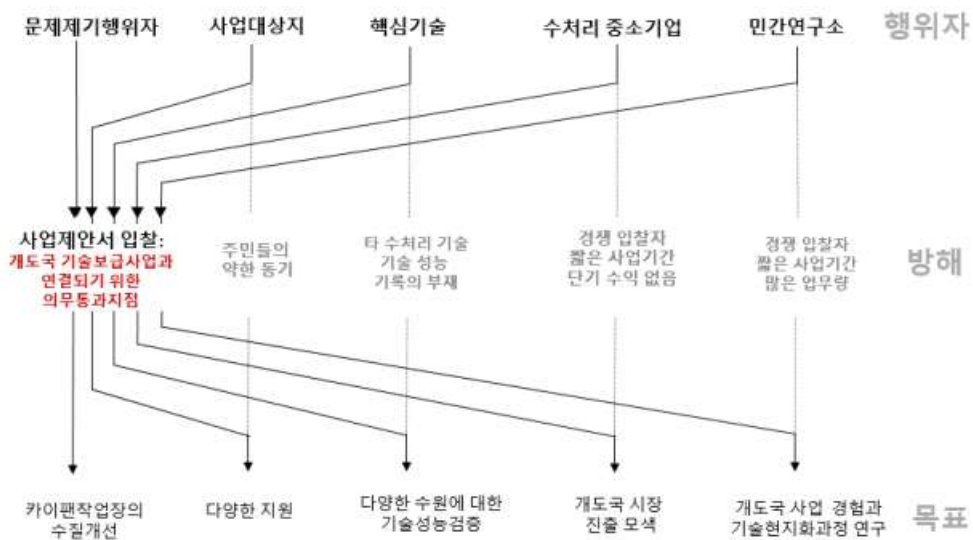 문제제기행위자 사업대상지 핵심기술 수처리 중소기업 민간연구소 행위자
사업제안서 입찰:
개도국 기술보급사업과
연결되기 위한
의무통과지점
주민들의
약한 동기
타 수처리 기술
기술 성능
기록의 부재
경쟁 입찰자
짧은 사업기간
단기 수익 없음
경쟁 입찰자
짧은 사업기간
많은 업무량
방해
카이팬작업장의
수질개선
다양한 지원
다양한 수원에 대한
기술성능검증
개도국 시장
진출 모색
개도국 사업 경험과
기술현지화과정 연구
목표